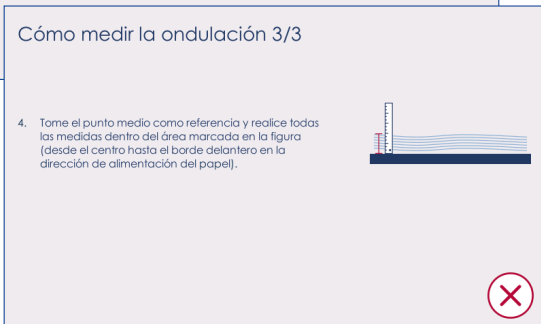 Cómo medir la ondulación 3/3
4. Tome el punto medio como referencia y realice todas
las medidas dentro del área marcada en la figura
(desde el centro hasta el borde delantero en la
dirección de alimentación del papel).